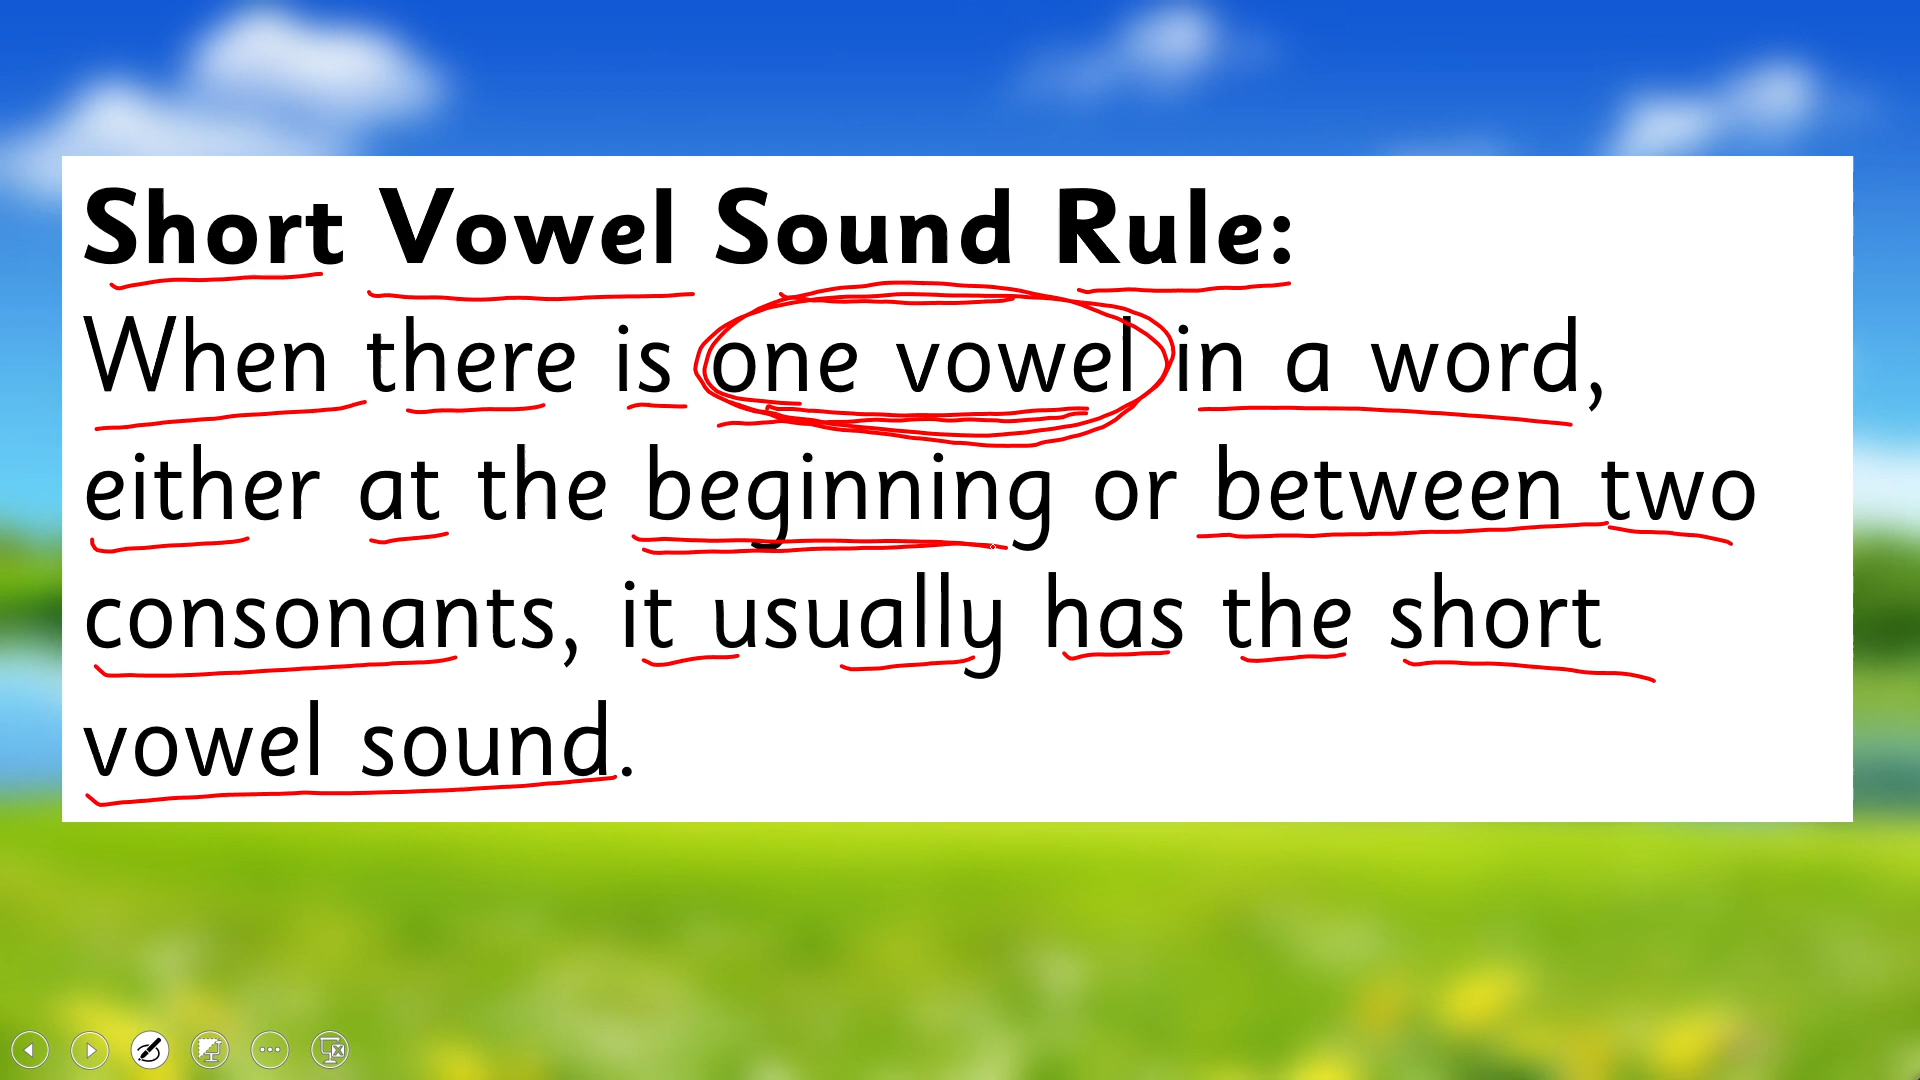 Short Vowel Sound Rule:
When there is one vowel in a word,
either at the beginning or between two
consonants, it usually has the short
vowel sound.